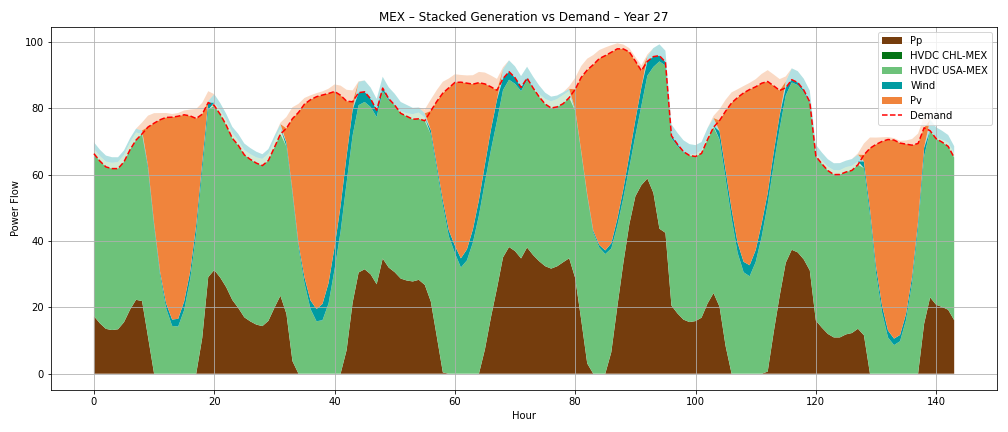 MEX – Stacked Generation vs Demand – Year 27
Power Flow
100
80
60
40
20
0
0 20 40 60 80 100 120 140
Hour
Pp
HVDC CHL-MEX
HVDC USA-MEX
Wind
Pv
Demand